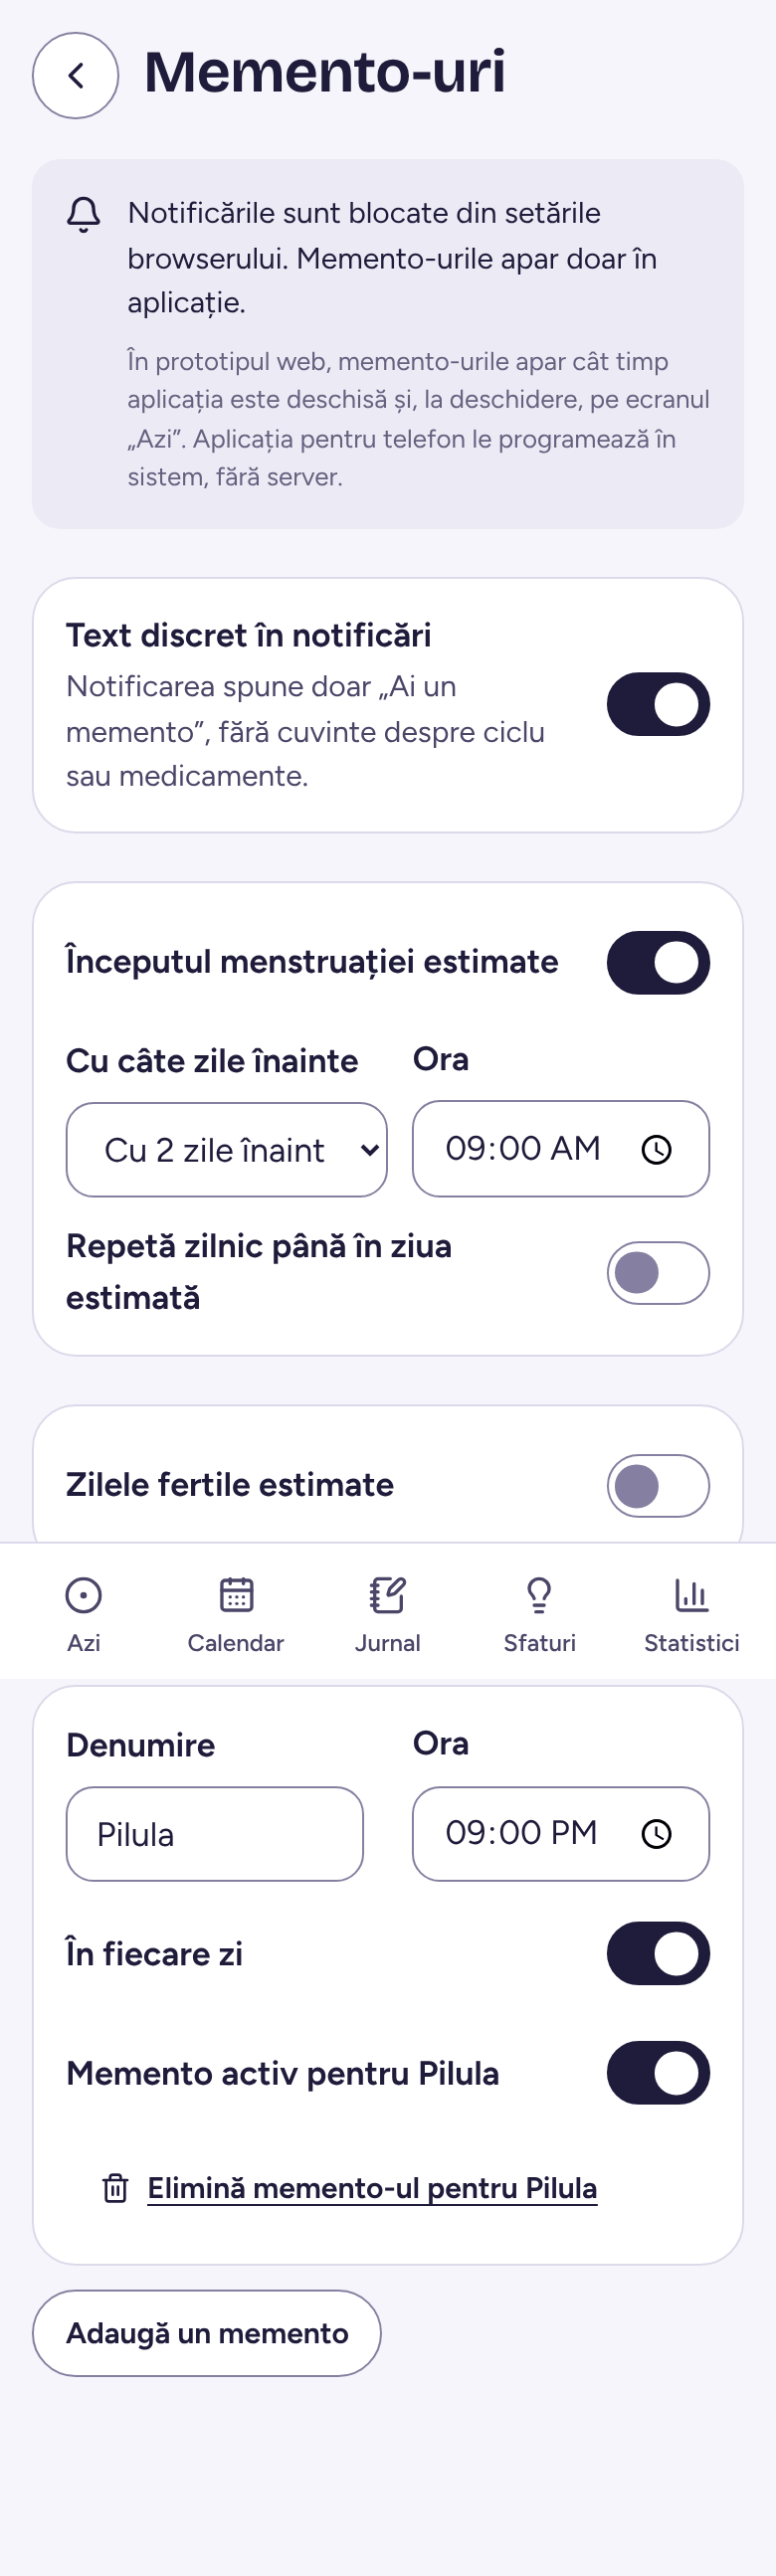 Memento-uri
Notificările sunt blocate din setările
browserului. Memento-urile apar doar în
aplicație.
În prototipul web, memento-urile apar cât timp
aplicația este deschisă și, la deschidere, pe ecranul
„Azi”. Aplicația pentru telefon le programează în
sistem, fără server.
Text discret în notificări
Notificarea spune doar „Ai un
memento”, fără cuvinte despre ciclu
sau medicamente.
Începutul menstruației estimate
Cu câte zile înainte
Ora
Cu 2 zile înaint
09:00 AM
Repetă zilnic până în ziua
estimată
Zilele fertile estimate
Azi
Calendar
Jurnal
Sfaturi
Statistici
Denumire
Ora
Pilula
09:00 PM
În fiecare zi
Memento activ pentru Pilula
Elimină memento-ul pentru Pilula
Adaugă un memento